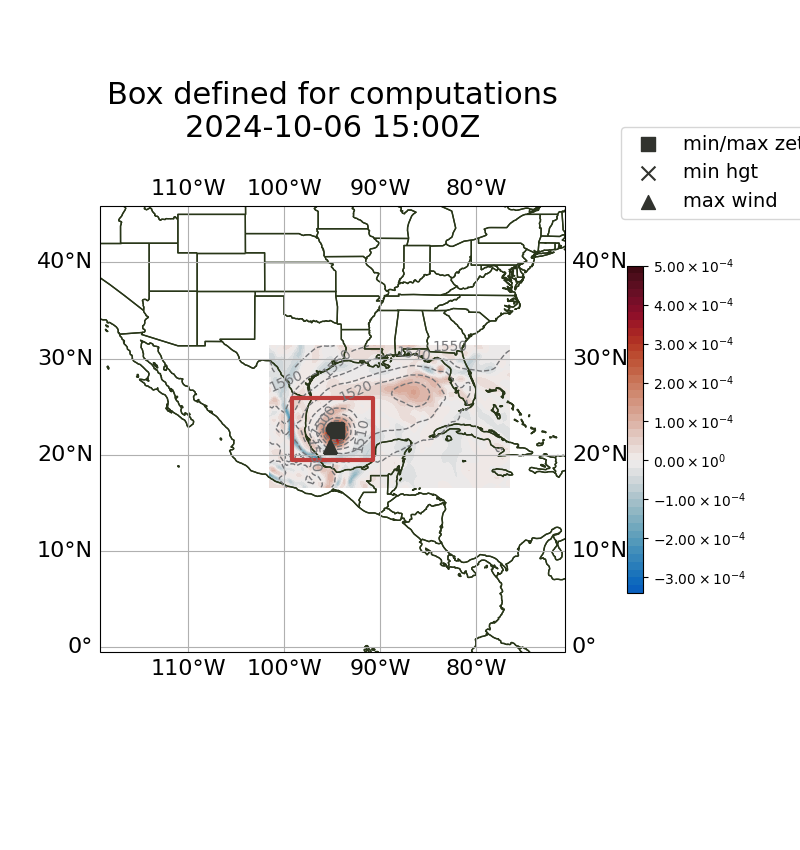 Box defined for computations
2024-10-06 15:00Z
min/max zet
min hgt
max wind
110°W 100°W 90°W 80°W
40°N 40°N
30°N 30°N
20°N 20°N
10°N 10°N
0° 0°
110°W 100°W 90°W 80°W
1550
1560
1520
1510
5.00×10⁻⁴
4.00×10⁻⁴
3.00×10⁻⁴
2.00×10⁻⁴
1.00×10⁻⁴
0.00×10⁰
−1.00×10⁻⁴
−2.00×10⁻⁴
−3.00×10⁻⁴